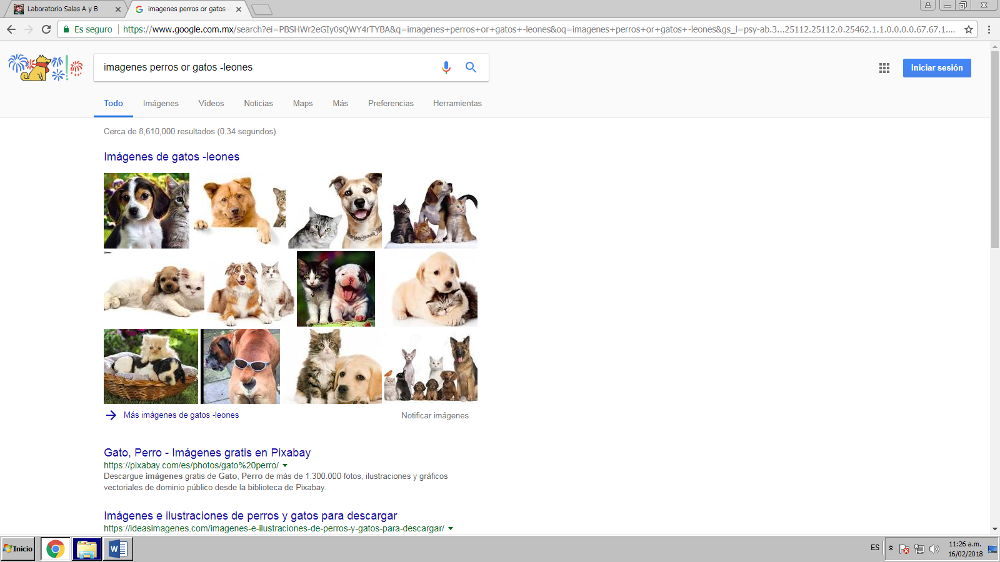 Laboratorio Salas A y B
imagenes perros or gatos -
Es seguro
https://www.google.com.mx/search?ei=PBSHWr2eGIy0sQWY4rTYBA&q=imagenes+perros+or+gatos+-leones&oq=imagenes+perros+or+gatos+-leones&gs_l=psy-ab.3...25112.25112.0.25462.1.1.0.0.0.0.67.67.1....
imagenes perros or gatos -leones
Iniciar sesión
Todo Imágenes Vídeos Noticias Maps Más Preferencias Herramientas
Cerca de 8,610,000 resultados (0.34 segundos)
Imágenes de gatos -leones
Más imágenes de gatos -leones
Notificar imágenes
Gato, Perro - Imágenes gratis en Pixabay
https://pixabay.com/es/photos/gato%20perro/
Descargue imágenes gratis de Gato, Perro de más de 1.300.000 fotos, ilustraciones y gráficos
vectoriales de dominio público desde la biblioteca de Pixabay.
Imágenes e ilustraciones de perros y gatos para descargar
https://ideasimagenes.com/imagenes-e-ilustraciones-de-perros-y-gatos-para-descargar/
Inicio
ES
11:26 a.m.
16/02/2018